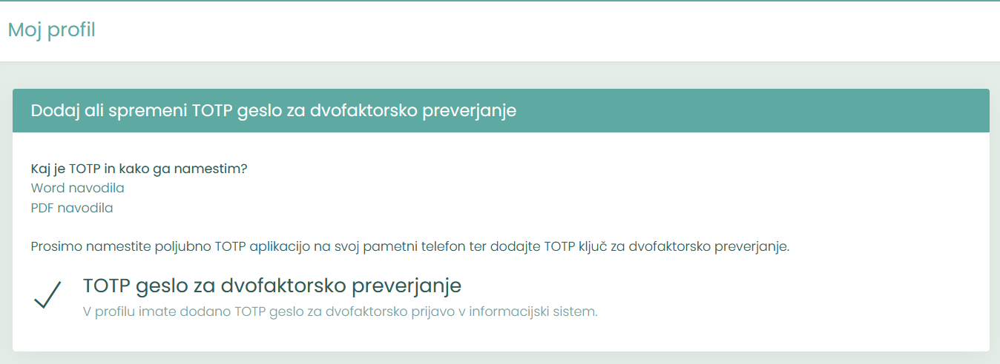 Moj profil
Dodaj ali spremeni TOTP geslo za dvofaktorsko preverjanje
Kaj je TOTP in kako ga namestim?
Word navodila
PDF navodila
Prosimo namestite poljubno TOTP aplikacijo na svoj pametni telefon ter dodajte TOTP ključ za dvofaktorsko preverjanje.
TOTP geslo za dvofaktorsko preverjanje
V profilu imate dodano TOTP geslo za dvofaktorsko prijavo v informacijski sistem.